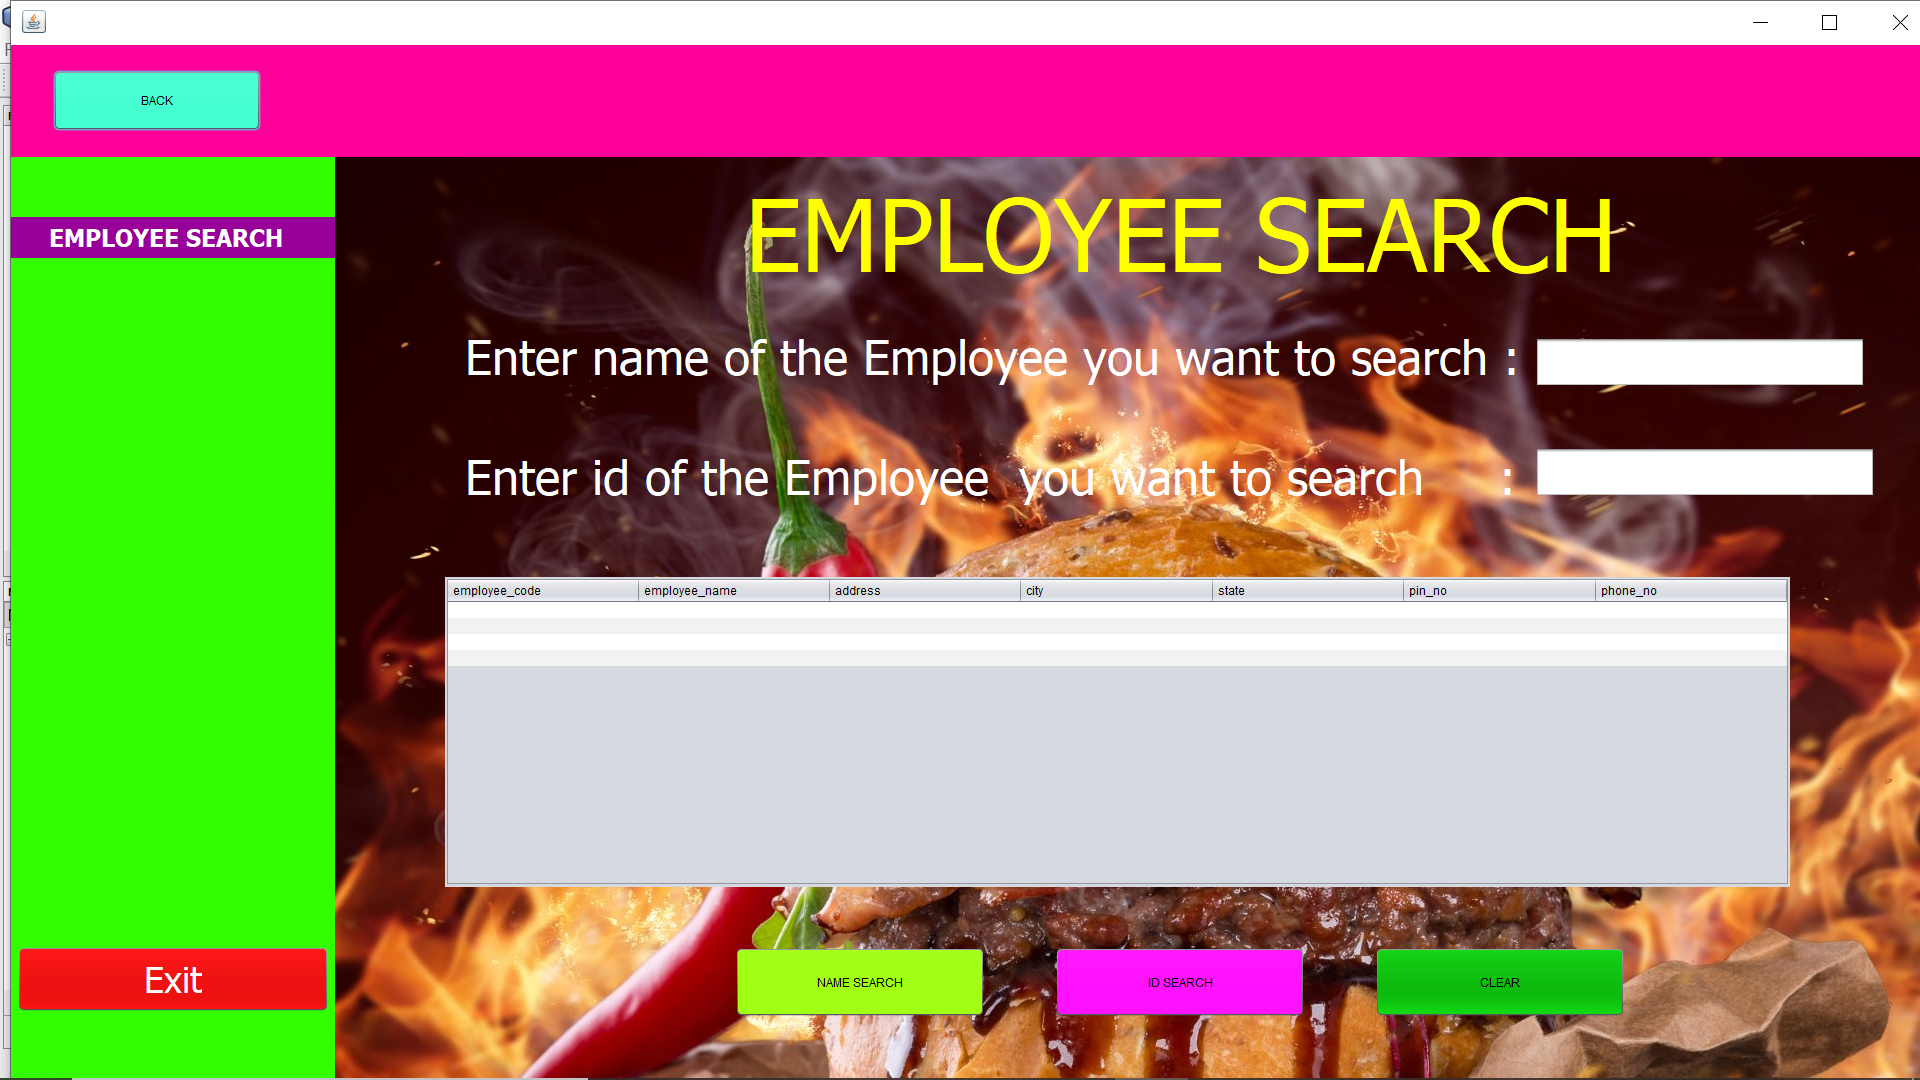 BACK
EMPLOYEE SEARCH
EMPLOYEE SEARCH
Enter name of the Employee you want to search :
Enter id of the Employee you want to search :
employee_code employee_name address city state pin_no phone_no
Exit
NAME SEARCH
ID SEARCH
CLEAR